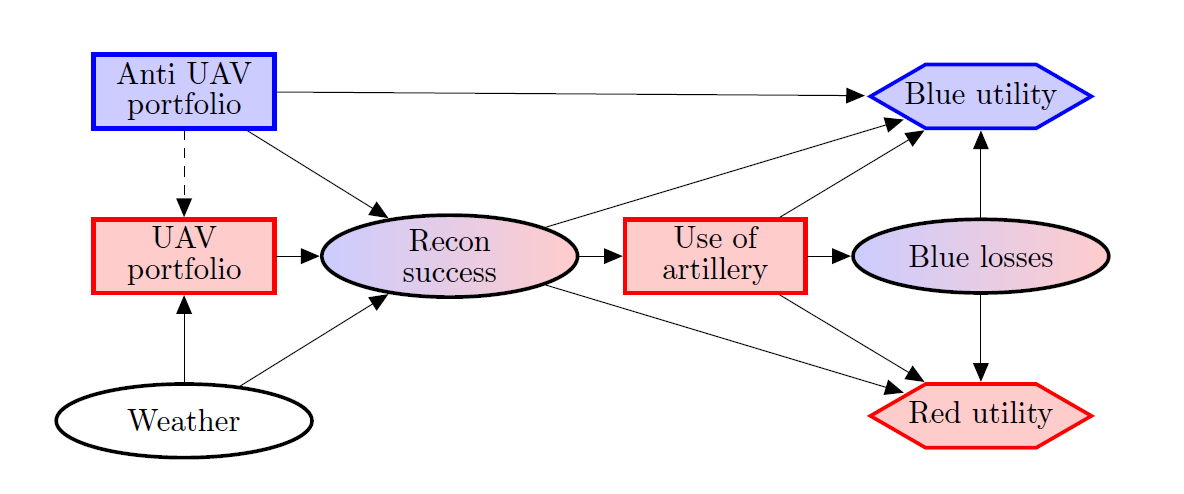 Anti UAV
portfolio
Blue utility
UAV
portfolio
Recon
success
Use of
artillery
Blue losses
Weather
Red utility